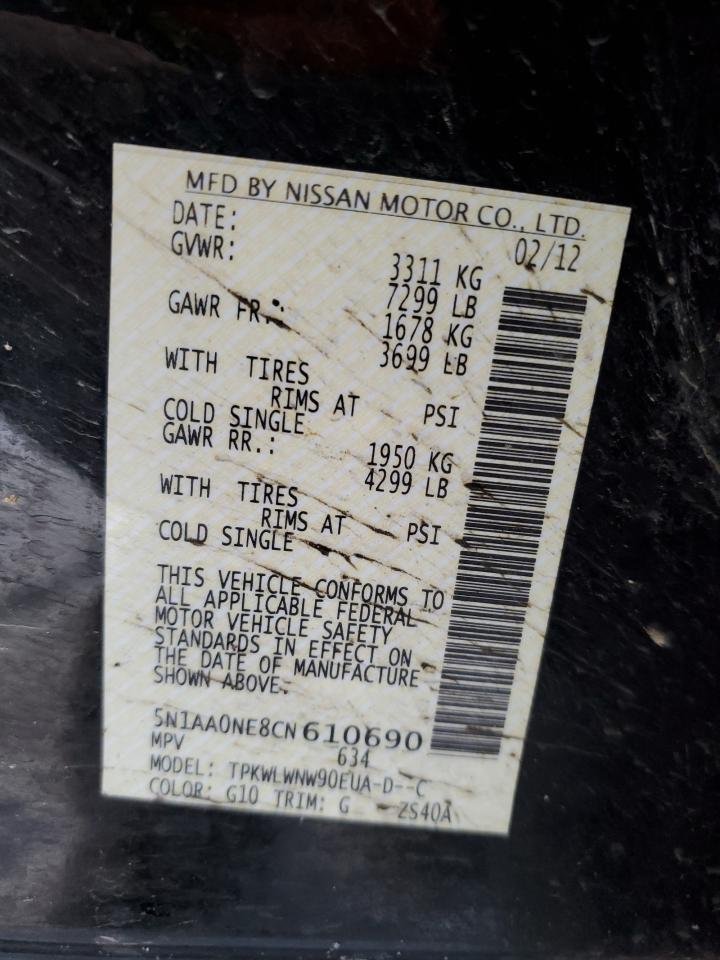 MFD BY NISSAN MOTOR CO., LTD.
DATE: 02/12
GVWR: 3311 KG
7299 LB
GAWR FR.: 1678 KG
3699 LB
WITH TIRES
RIMS AT PSI
COLD SINGLE
GAWR RR.: 1950 KG
4299 LB
WITH TIRES
RIMS AT PSI
COLD SINGLE
THIS VEHICLE CONFORMS TO
ALL APPLICABLE FEDERAL
MOTOR VEHICLE SAFETY
STANDARDS IN EFFECT ON
THE DATE OF MANUFACTURE
SHOWN ABOVE.
5N1AA0NE8CN610690
MPV 634
MODEL: TPKWLWNW90EUA-D--C
COLOR: G10 TRIM: G ZS40A